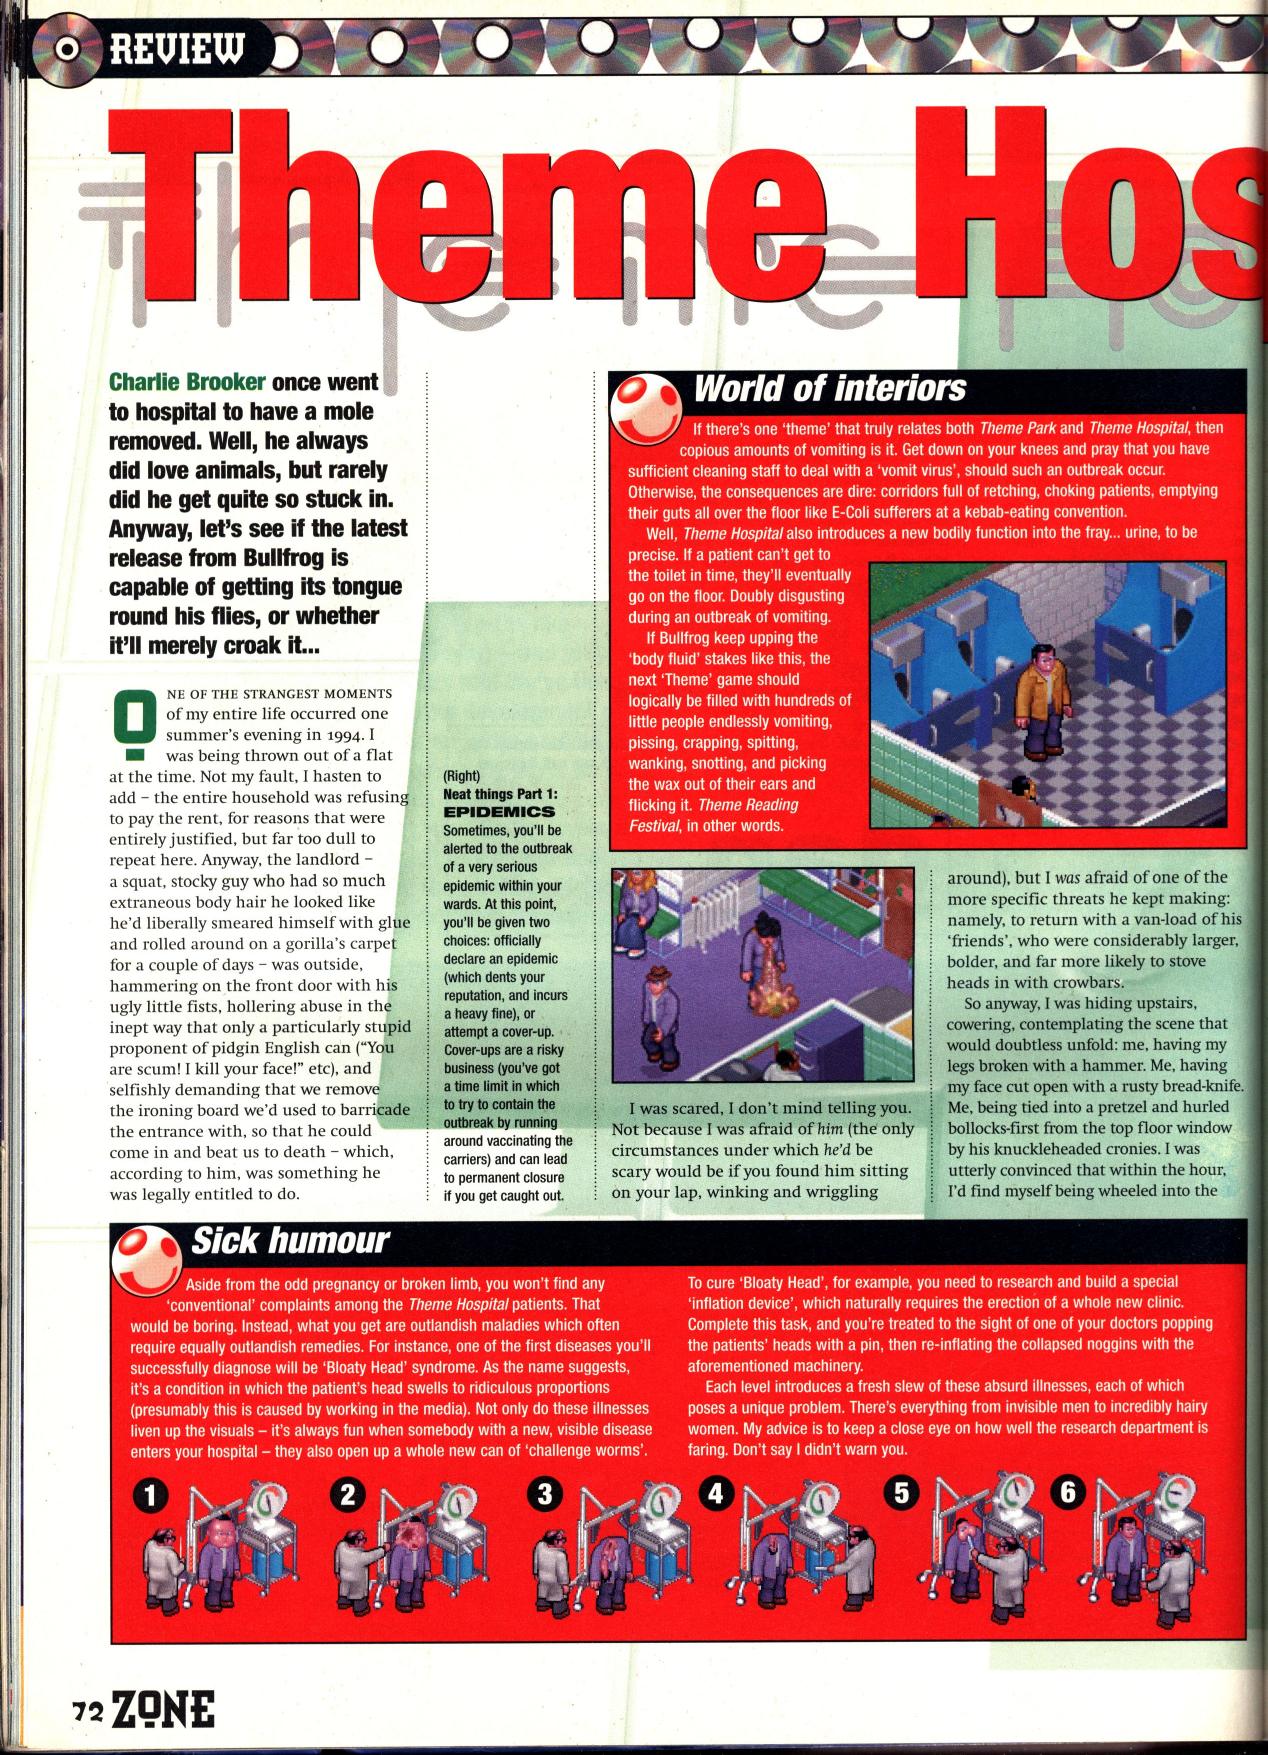 REVIEW
Theme Hos
Charlie Brooker once went
to hospital to have a mole
removed. Well, he always
did love animals, but rarely
did he get quite so stuck in.
Anyway, let's see if the latest
release from Bullfrog is
capable of getting its tongue
round his flies, or whether
it'll merely croak it...
ONE OF THE STRANGEST MOMENTS
of my entire life occurred one
summer's evening in 1994. I
was being thrown out of a flat
at the time. Not my fault, I hasten to
add – the entire household was refusing
to pay the rent, for reasons that were
entirely justified, but far too dull to
repeat here. Anyway, the landlord –
a squat, stocky guy who had so much
extraneous body hair he looked like
he'd liberally smeared himself with glue
and rolled around on a gorilla's carpet
for a couple of days – was outside,
hammering on the front door with his
ugly little fists, hollering abuse in the
inept way that only a particularly stupid
proponent of pidgin English can ("You
are scum! I kill your face!" etc), and
selfishly demanding that we remove
the ironing board we'd used to barricade
the entrance with, so that he could
come in and beat us to death – which,
according to him, was something he
was legally entitled to do.
(Right)
Neat things Part 1:
EPIDEMICS
Sometimes, you'll be
alerted to the outbreak
of a very serious
epidemic within your
wards. At this point,
you'll be given two
choices: officially
declare an epidemic
(which dents your
reputation, and incurs
a heavy fine), or
attempt a cover-up.
Cover-ups are a risky
business (you've got
a time limit in which
to try to contain the
outbreak by running
around vaccinating the
carriers) and can lead
to permanent closure
if you get caught out.
World of interiors
If there's one 'theme' that truly relates both Theme Park and Theme Hospital, then
copious amounts of vomiting is it. Get down on your knees and pray that you have
sufficient cleaning staff to deal with a 'vomit virus', should such an outbreak occur.
Otherwise, the consequences are dire: corridors full of retching, choking patients, emptying
their guts all over the floor like E-Coli sufferers at a kebab-eating convention.
Well, Theme Hospital also introduces a new bodily function into the fray... urine, to be
precise. If a patient can't get to
the toilet in time, they'll eventually
go on the floor. Doubly disgusting
during an outbreak of vomiting.
If Bullfrog keep upping the
'body fluid' stakes like this, the
next 'Theme' game should
logically be filled with hundreds of
little people endlessly vomiting,
pissing, crapping, spitting,
wanking, snotting, and picking
the wax out of their ears and
flicking it. Theme Reading
Festival, in other words.
I was scared, I don't mind telling you.
Not because I was afraid of him (the only
circumstances under which he'd be
scary would be if you found him sitting
on your lap, winking and wriggling
around), but I was afraid of one of the
more specific threats he kept making:
namely, to return with a van-load of his
'friends', who were considerably larger,
bolder, and far more likely to stove
heads in with crowbars.
So anyway, I was hiding upstairs,
cowering, contemplating the scene that
would doubtless unfold: me, having my
legs broken with a hammer. Me, having
my face cut open with a rusty bread-knife.
Me, being tied into a pretzel and hurled
bollocks-first from the top floor window
by his knuckleheaded cronies. I was
utterly convinced that within the hour,
I'd find myself being wheeled into the
Sick humour
Aside from the odd pregnancy or broken limb, you won't find any
'conventional' complaints among the Theme Hospital patients. That
would be boring. Instead, what you get are outlandish maladies which often
require equally outlandish remedies. For instance, one of the first diseases you'll
successfully diagnose will be 'Bloaty Head' syndrome. As the name suggests,
it's a condition in which the patient's head swells to ridiculous proportions
(presumably this is caused by working in the media). Not only do these illnesses
liven up the visuals – it's always fun when somebody with a new, visible disease
enters your hospital – they also open up a whole new can of 'challenge worms'.
To cure 'Bloaty Head', for example, you need to research and build a special
'inflation device', which naturally requires the erection of a whole new clinic.
Complete this task, and you're treated to the sight of one of your doctors popping
the patients' heads with a pin, then re-inflating the collapsed noggins with the
aforementioned machinery.
Each level introduces a fresh slew of these absurd illnesses, each of which
poses a unique problem. There's everything from invisible men to incredibly hairy
women. My advice is to keep a close eye on how well the research department is
faring. Don't say I didn't warn you.
1 2 3 4 5 6
72 ZONE